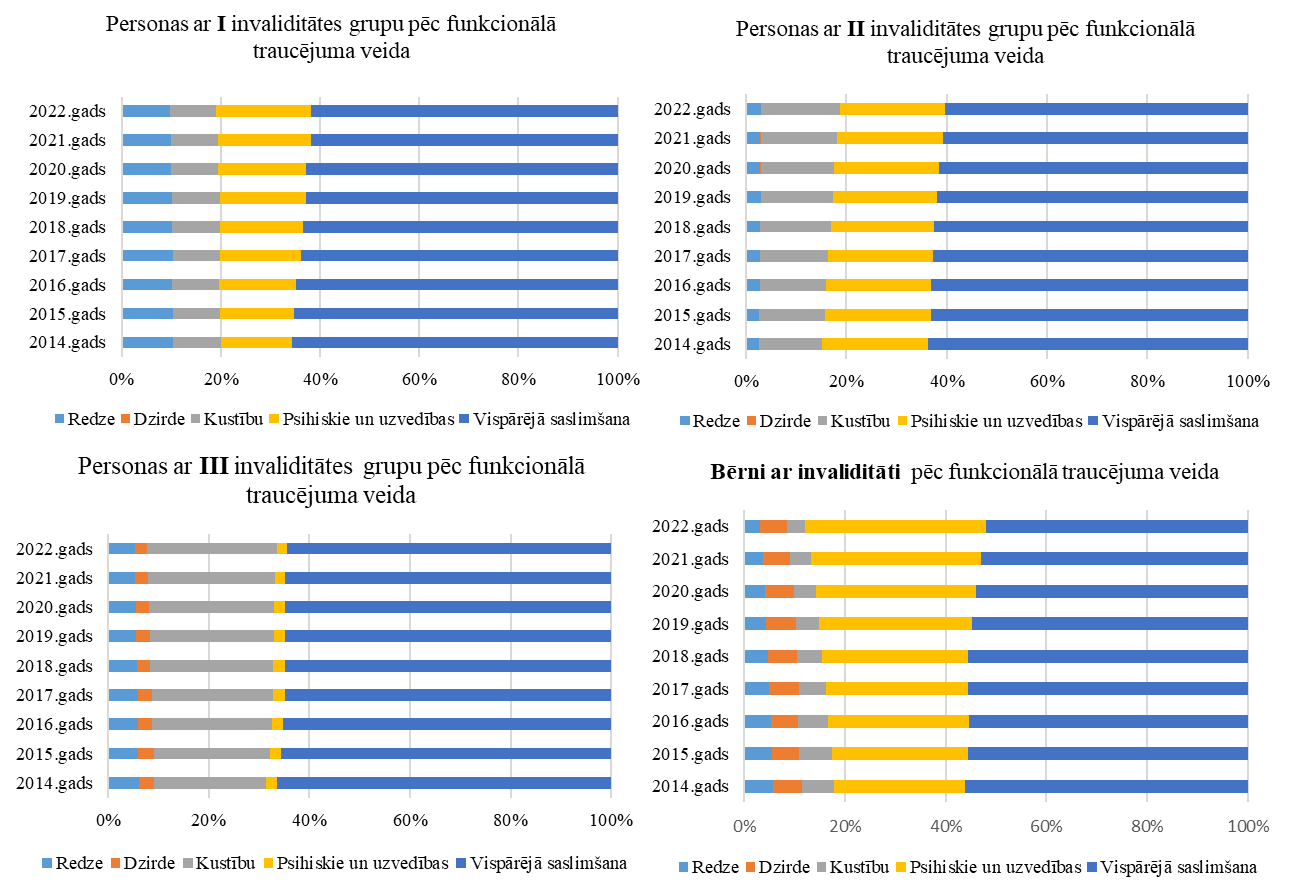 Personas ar I invaliditātes grupu pēc funkcionālā
traucējuma veida
2022.gads
2021.gads
2020.gads
2019.gads
2018.gads
2017.gads
2016.gads
2015.gads
2014.gads
0% 20% 40% 60% 80% 100%
Redze Dzirde Kustību Psihiskie un uzvedības Vispārējā saslimšana
Personas ar II invaliditātes grupu pēc funkcionālā
traucējuma veida
2022.gads
2021.gads
2020.gads
2019.gads
2018.gads
2017.gads
2016.gads
2015.gads
2014.gads
0% 20% 40% 60% 80% 100%
Redze Dzirde Kustību Psihiskie un uzvedības Vispārējā saslimšana
Personas ar III invaliditātes grupu pēc funkcionālā
traucējuma veida
2022.gads
2021.gads
2020.gads
2019.gads
2018.gads
2017.gads
2016.gads
2015.gads
2014.gads
0% 20% 40% 60% 80% 100%
Redze Dzirde Kustību Psihiskie un uzvedības Vispārējā saslimšana
Bērni ar invaliditāti pēc funkcionālā traucējuma veida
2022.gads
2021.gads
2020.gads
2019.gads
2018.gads
2017.gads
2016.gads
2015.gads
2014.gads
0% 20% 40% 60% 80% 100%
Redze Dzirde Kustību Psihiskie un uzvedības Vispārējā saslimšana